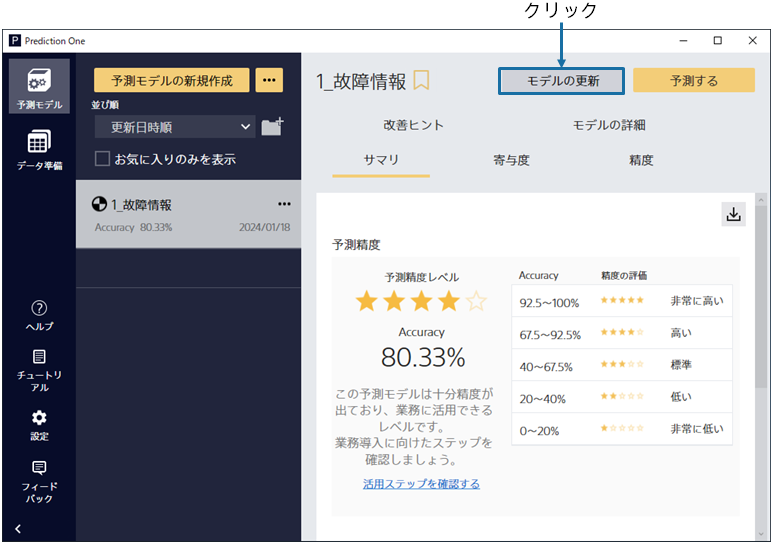 クリック
P Prediction One
予測モデル
データ準備
ヘルプ
チュートリ
アル
設定
フィード
バック
予測モデルの新規作成
並び順
更新日時順
お気に入りのみを表示
1_故障情報
Accuracy 80.33% 2024/01/18
1_故障情報
モデルの更新
予測する
改善ヒント
モデルの詳細
サマリ
寄与度
精度
予測精度
予測精度レベル
Accuracy
80.33%
この予測モデルは十分精度が
出ており、業務に活用できる
レベルです。
業務導入に向けたステップを
確認しましょう。
活用ステップを確認する
Accuracy 精度の評価
92.5～100% ★★★★★ 非常に高い
67.5～92.5% ★★★★☆ 高い
40～67.5% ★★★☆☆ 標準
20～40% ★★☆☆☆ 低い
0～20% ★☆☆☆☆ 非常に低い